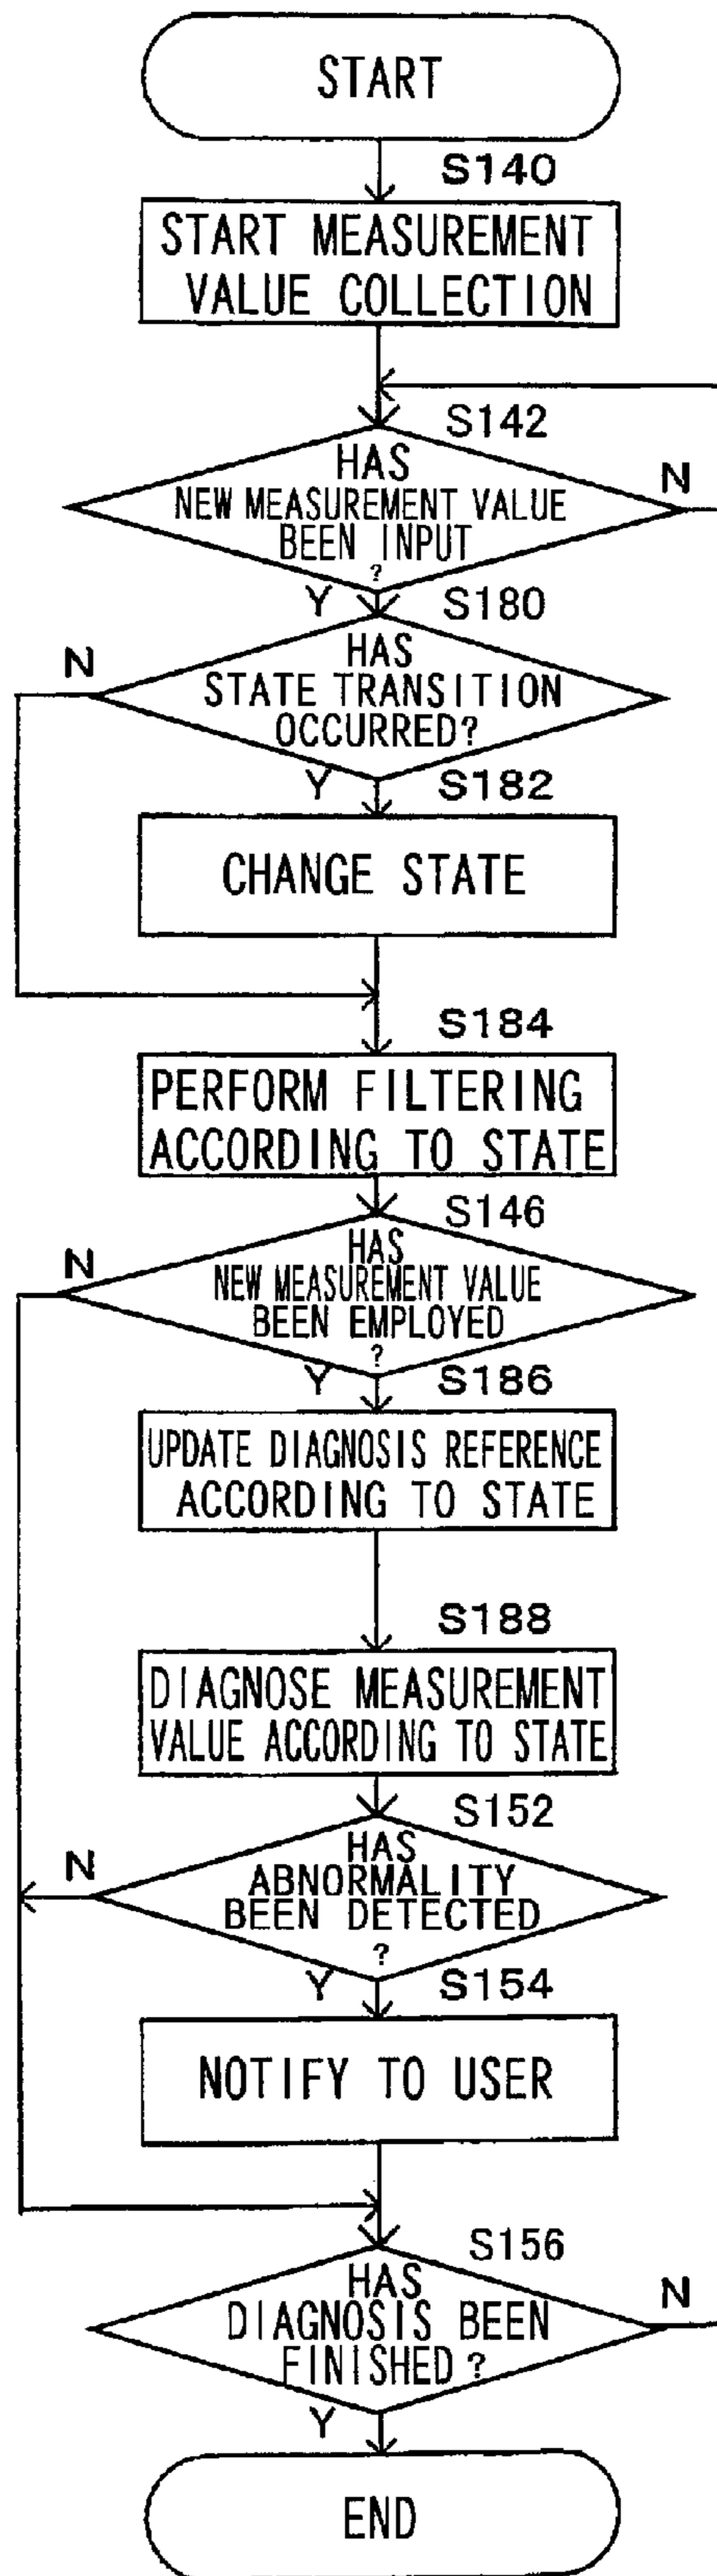 START
S140
START MEASUREMENT
VALUE COLLECTION
S142
HAS
NEW MEASUREMENT VALUE
BEEN INPUT
?
N
Y
S180
HAS
STATE TRANSITION
OCCURRED?
N
Y
S182
CHANGE STATE
S184
PERFORM FILTERING
ACCORDING TO STATE
S146
HAS
NEW MEASUREMENT VALUE
BEEN EMPLOYED
?
N
Y
S186
UPDATE DIAGNOSIS REFERENCE
ACCORDING TO STATE
S188
DIAGNOSE MEASUREMENT
VALUE ACCORDING TO STATE
S152
HAS
ABNORMALITY
BEEN DETECTED
?
N
Y
S154
NOTIFY TO USER
S156
HAS
DIAGNOSIS BEEN
FINISHED?
N
Y
END